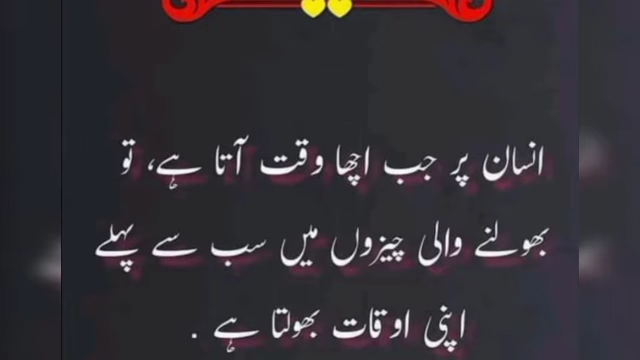 انسان پر جب اچھا وقت آتا ہے، تو
بھولنے والی چیزوں میں سب سے پہلے
اپنی اوقات بھولتا ہے .